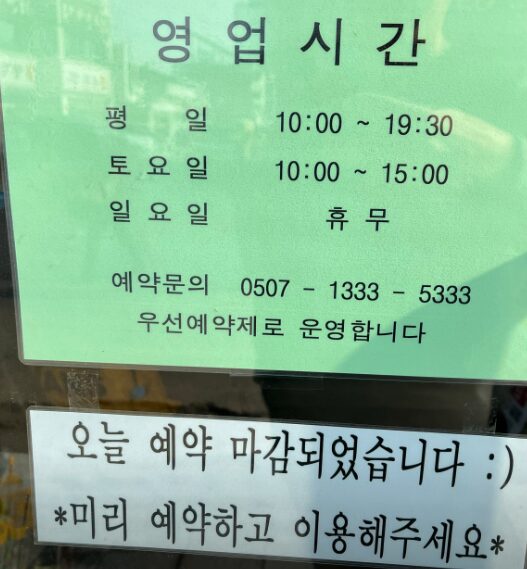 영 업 시 간
평 일 10:00 ~ 19:30
토 요 일 10:00 ~ 15:00
일 요 일 휴 무
예약문의 0507 - 1333 - 5333
우선예약제로 운영합니다
오늘 예약 마감되었습니다 :)
*미리 예약하고 이용해주세요*